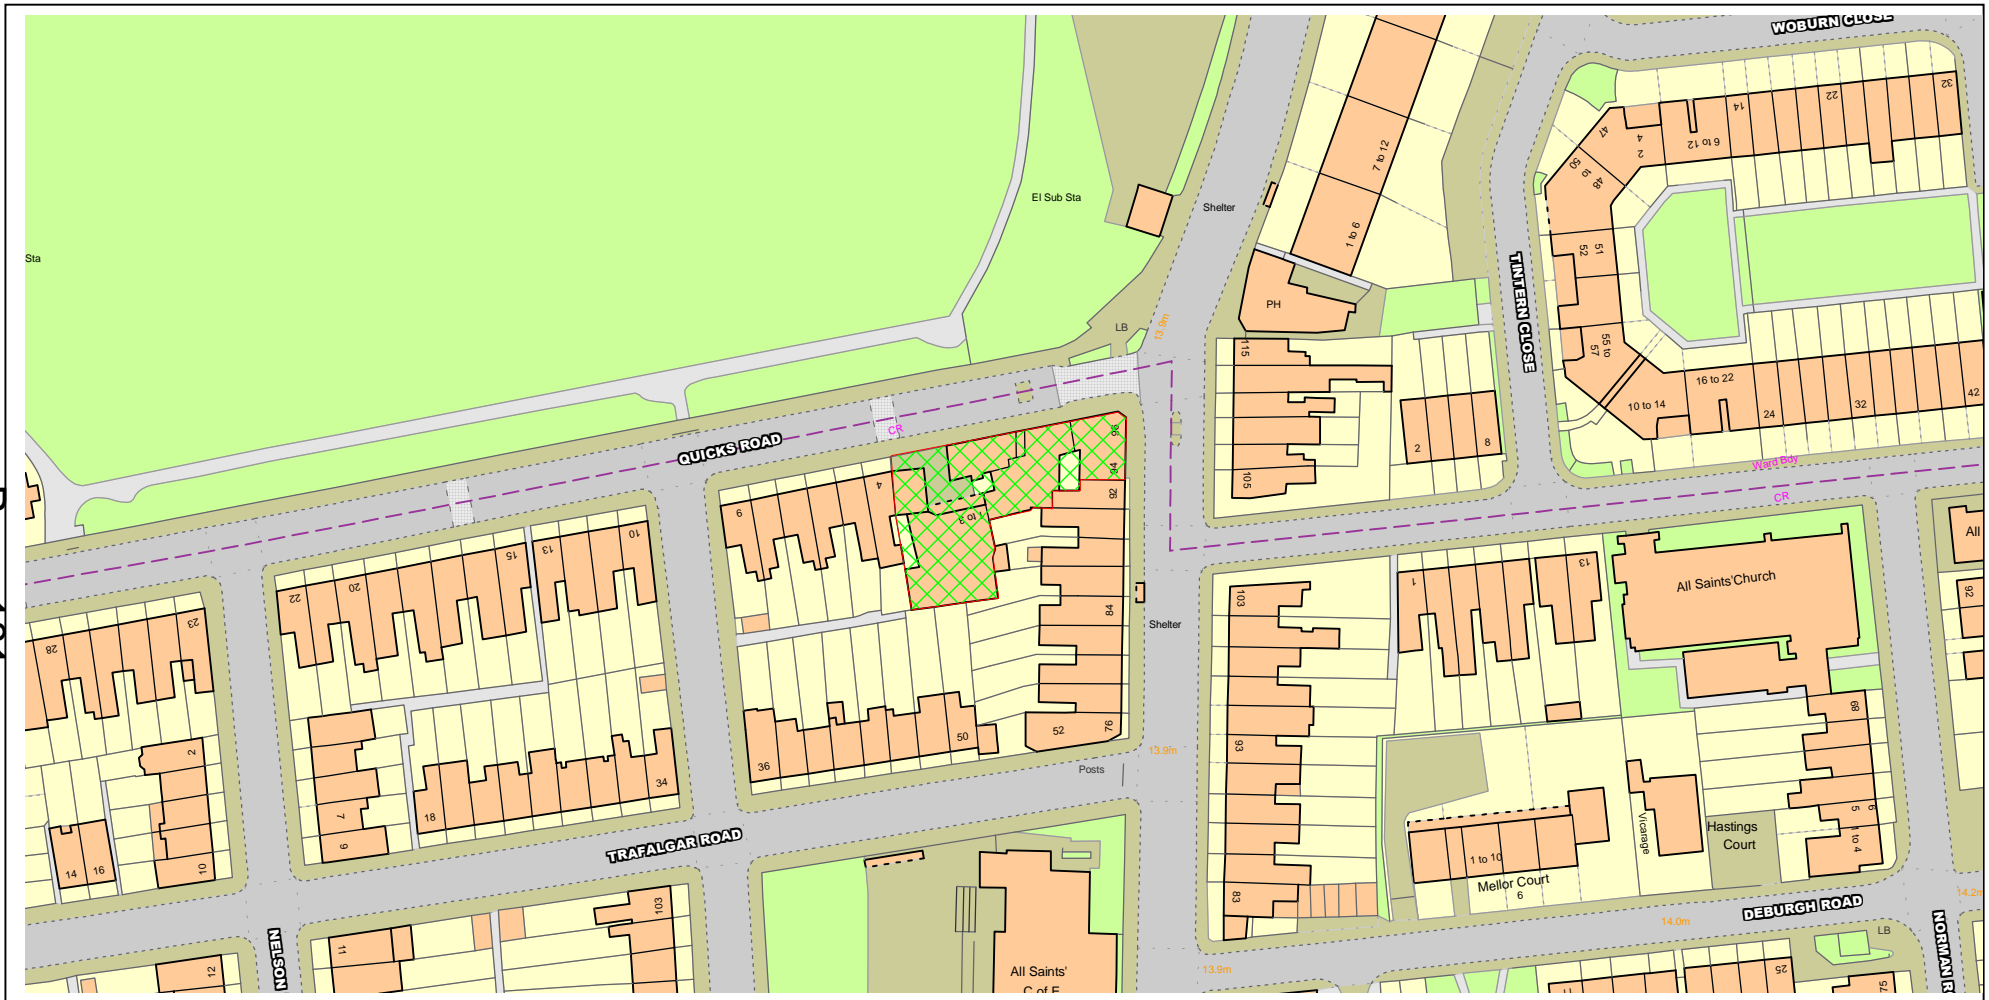 WOBURN CLOSE
32
22
14
47
4
2
6 to 12
50
to
48
7 to 12
El Sub Sta
Shelter
1 to 6
51
52
Sta
TINTERN CLOSE
PH
LB
13.9m
115
55 to
57
16 to 22
10 to 14
24
32
42
QUICKS ROAD
CR
96
94
92
4
9
1 to 3
105
2
8
Ward Bdy
CR
22
20
15
13
10
All Saints'Church
All
92
1
13
103
84
Shelter
28
23
2
7
9
10
14
16
18
34
36
50
52
76
93
13.9m
Posts
68
5
6
1 to 4
Vicarage
Hastings
Court
1 to 10
Mellor Court
6
TRAFALGAR ROAD
83
DEBURGH ROAD
14.0m
14.2m
LB
NELSON
11
12
103
All Saints'
C of E
13.9m
25
75
NORMAN R